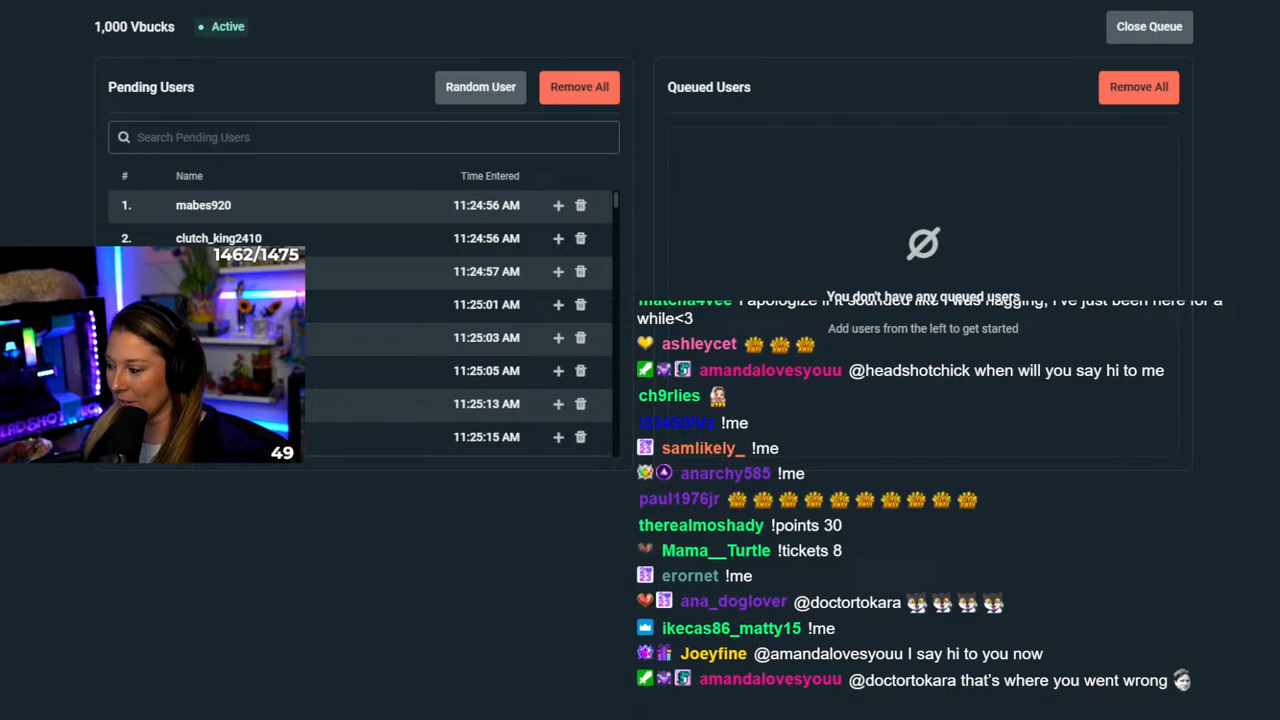 1,000 Vbucks
Active
Close Queue
Pending Users
Random User
Remove All
Search Pending Users
# Name Time Entered
1. mabes920 11:24:56 AM
2. clutch_king2410 11:24:56 AM
11:24:57 AM
11:25:01 AM
11:25:03 AM
11:25:05 AM
11:25:13 AM
11:25:15 AM
1462/1475
49
Queued Users
Remove All
You don't have any queued users
Add users from the left to get started
while<3
ashleycet
amandalovesyouu @headshotchick when will you say hi to me
ch9rlies
!me
samlikely_ !me
anarchy585 !me
paul1976jr
therealmoshady !points 30
Mama__Turtle !tickets 8
erornet !me
ana_doglover @doctortokara
ikecas86_matty15 !me
Joeyfine @amandalovesyouu I say hi to you now
amandalovesyouu @doctortokara that's where you went wrong